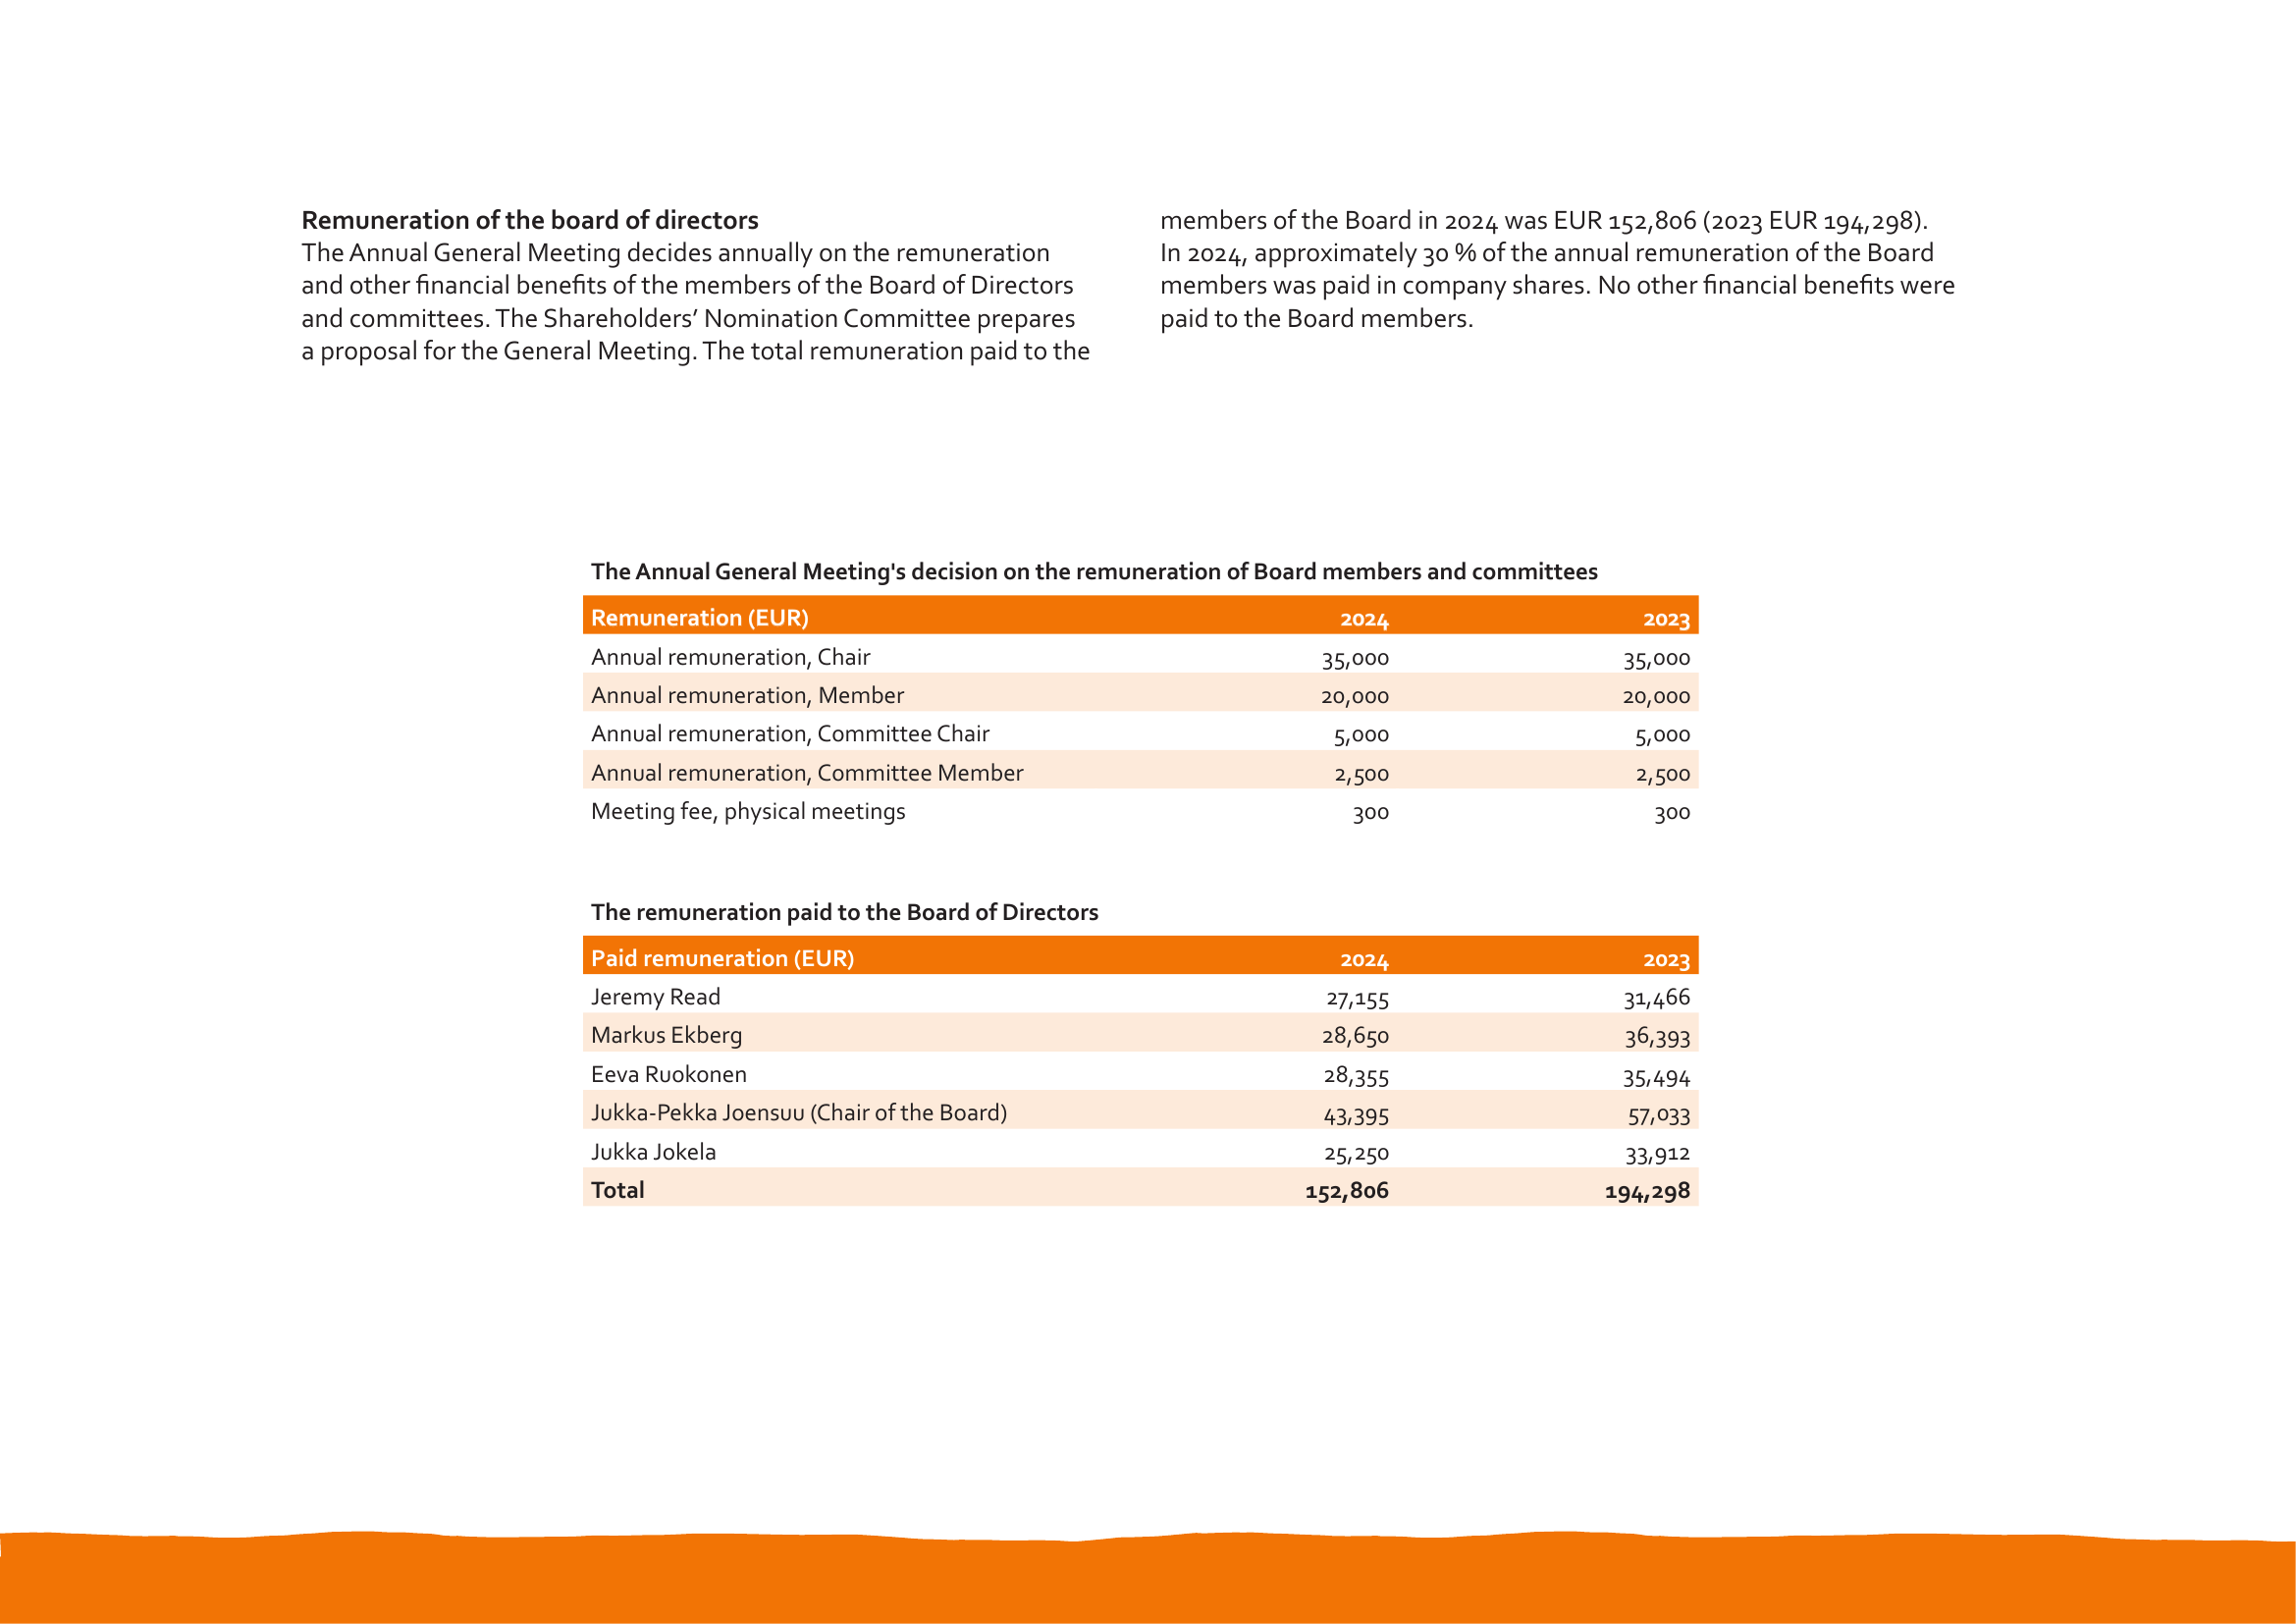 Remuneration of the board of directors
The Annual General Meeting decides annually on the remuneration
and other financial benefits of the members of the Board of Directors
and committees. The Shareholders’ Nomination Committee prepares
a proposal for the General Meeting. The total remuneration paid to the
members of the Board in 2024 was EUR 152,806 (2023 EUR 194,298).
In 2024, approximately 30 % of the annual remuneration of the Board
members was paid in company shares. No other financial benefits were
paid to the Board members.
The Annual General Meeting's decision on the remuneration of Board members and committees
Remuneration (EUR) 2024 2023
Annual remuneration, Chair 35,000 35,000
Annual remuneration, Member 20,000 20,000
Annual remuneration, Committee Chair 5,000 5,000
Annual remuneration, Committee Member 2,500 2,500
Meeting fee, physical meetings 300 300
The remuneration paid to the Board of Directors
Paid remuneration (EUR) 2024 2023
Jeremy Read 27,155 31,466
Markus Ekberg 28,650 36,393
Eeva Ruokonen 28,355 35,494
Jukka-Pekka Joensuu (Chair of the Board) 43,395 57,033
Jukka Jokela 25,250 33,912
Total 152,806 194,298